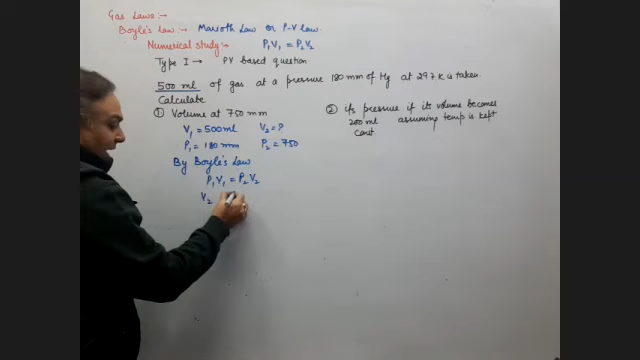 Gas Laws :-
Boyle's Law :- Marioth Law or P-V law.
Numerical study :- P₁V₁ = P₂V₂
Type I → PV based question
500 ml of gas at a pressure 180 mm of Hg at 297 k is taken.
Calculate
① Volume at 750 mm
V₁ = 500ml V₂ = ?
P₁ = 180 mm P₂ = 750
By Boyle's Law
P₁V₁ = P₂V₂
V₂
② its pressure if its volume becomes
200 ml assuming temp is kept
Cont